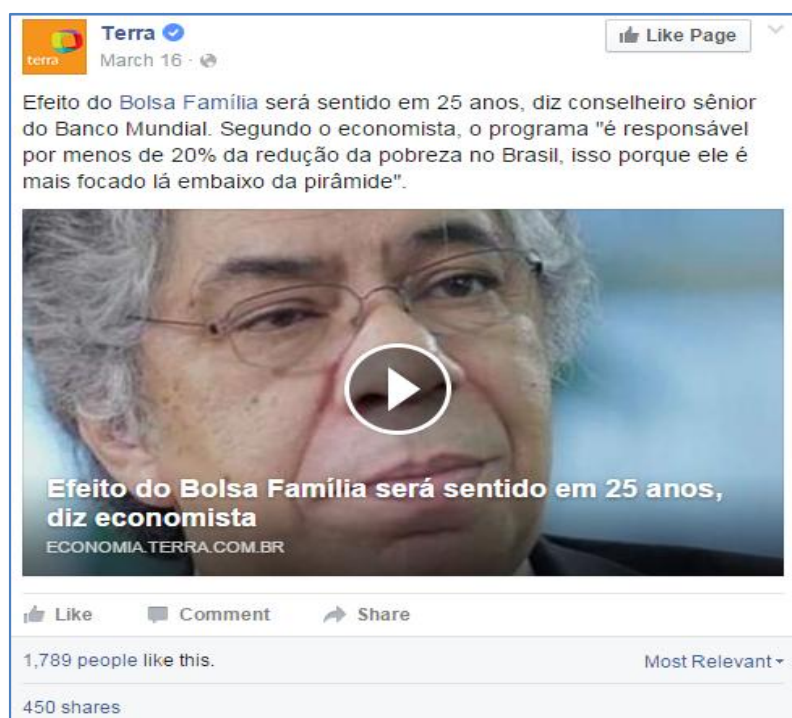 Terra
Like Page
terra
March 16 ·
Efeito do Bolsa Família será sentido em 25 anos, diz conselheiro sênior
do Banco Mundial. Segundo o economista, o programa "é responsável
por menos de 20% da redução da pobreza no Brasil, isso porque ele é
mais focado lá embaixo da pirâmide".
Efeito do Bolsa Família será sentido em 25 anos,
diz economista
ECONOMIA.TERRA.COM.BR
Like Comment Share
1,789 people like this. Most Relevant
450 shares